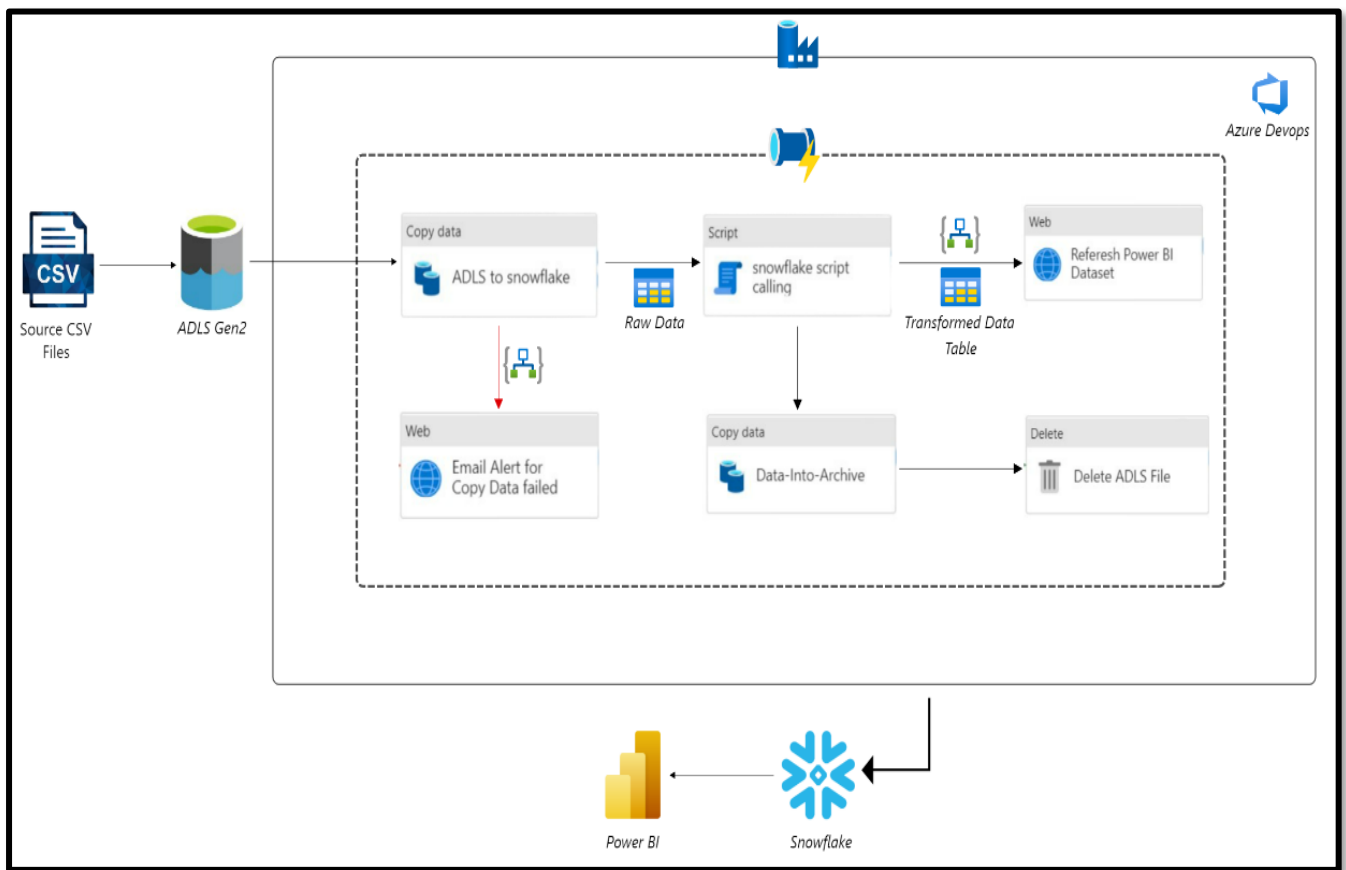 Azure Devops
CSV
Source CSV
Files
ADLS Gen2
Copy data
ADLS to snowflake
Raw Data
Script
snowflake script
calling
Transformed Data
Table
Web
Referesh Power BI
Dataset
Web
Email Alert for
Copy Data failed
Copy data
Data-Into-Archive
Delete
Delete ADLS File
Power BI
Snowflake